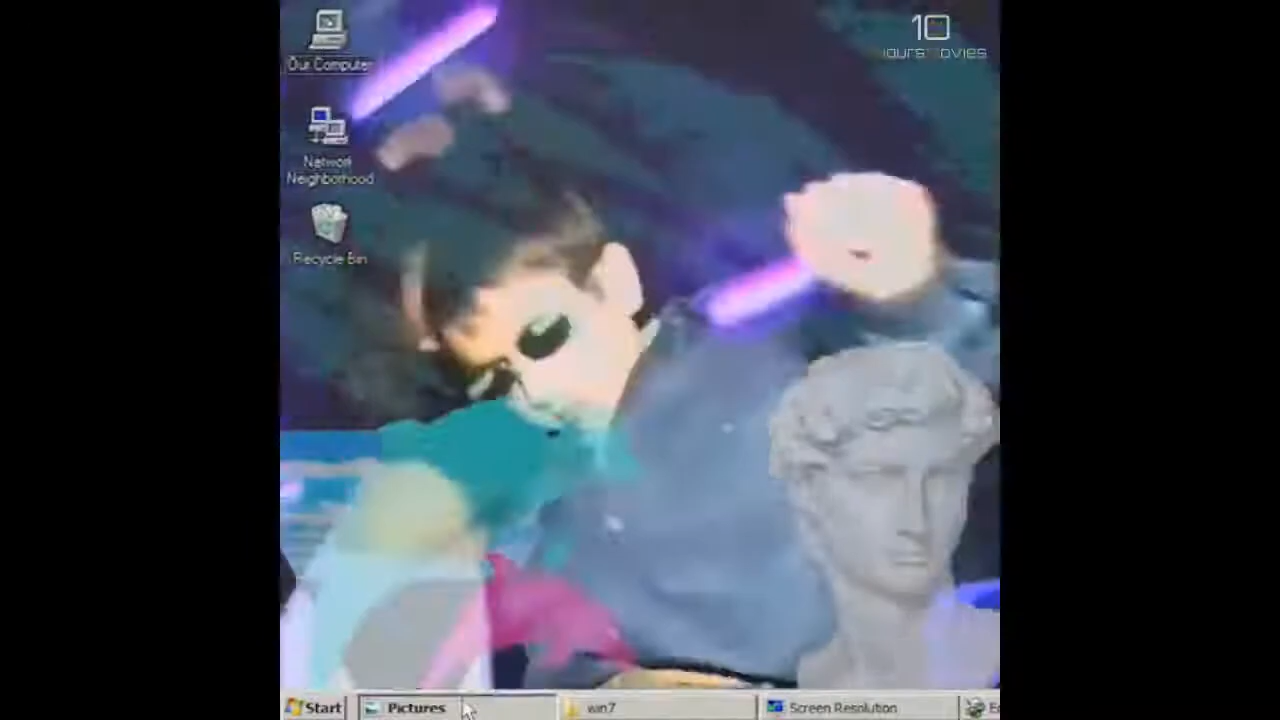 10
Our Computer
Network
Neighborhood
Recycle Bin
Start
Pictures
win7
Screen Resolution